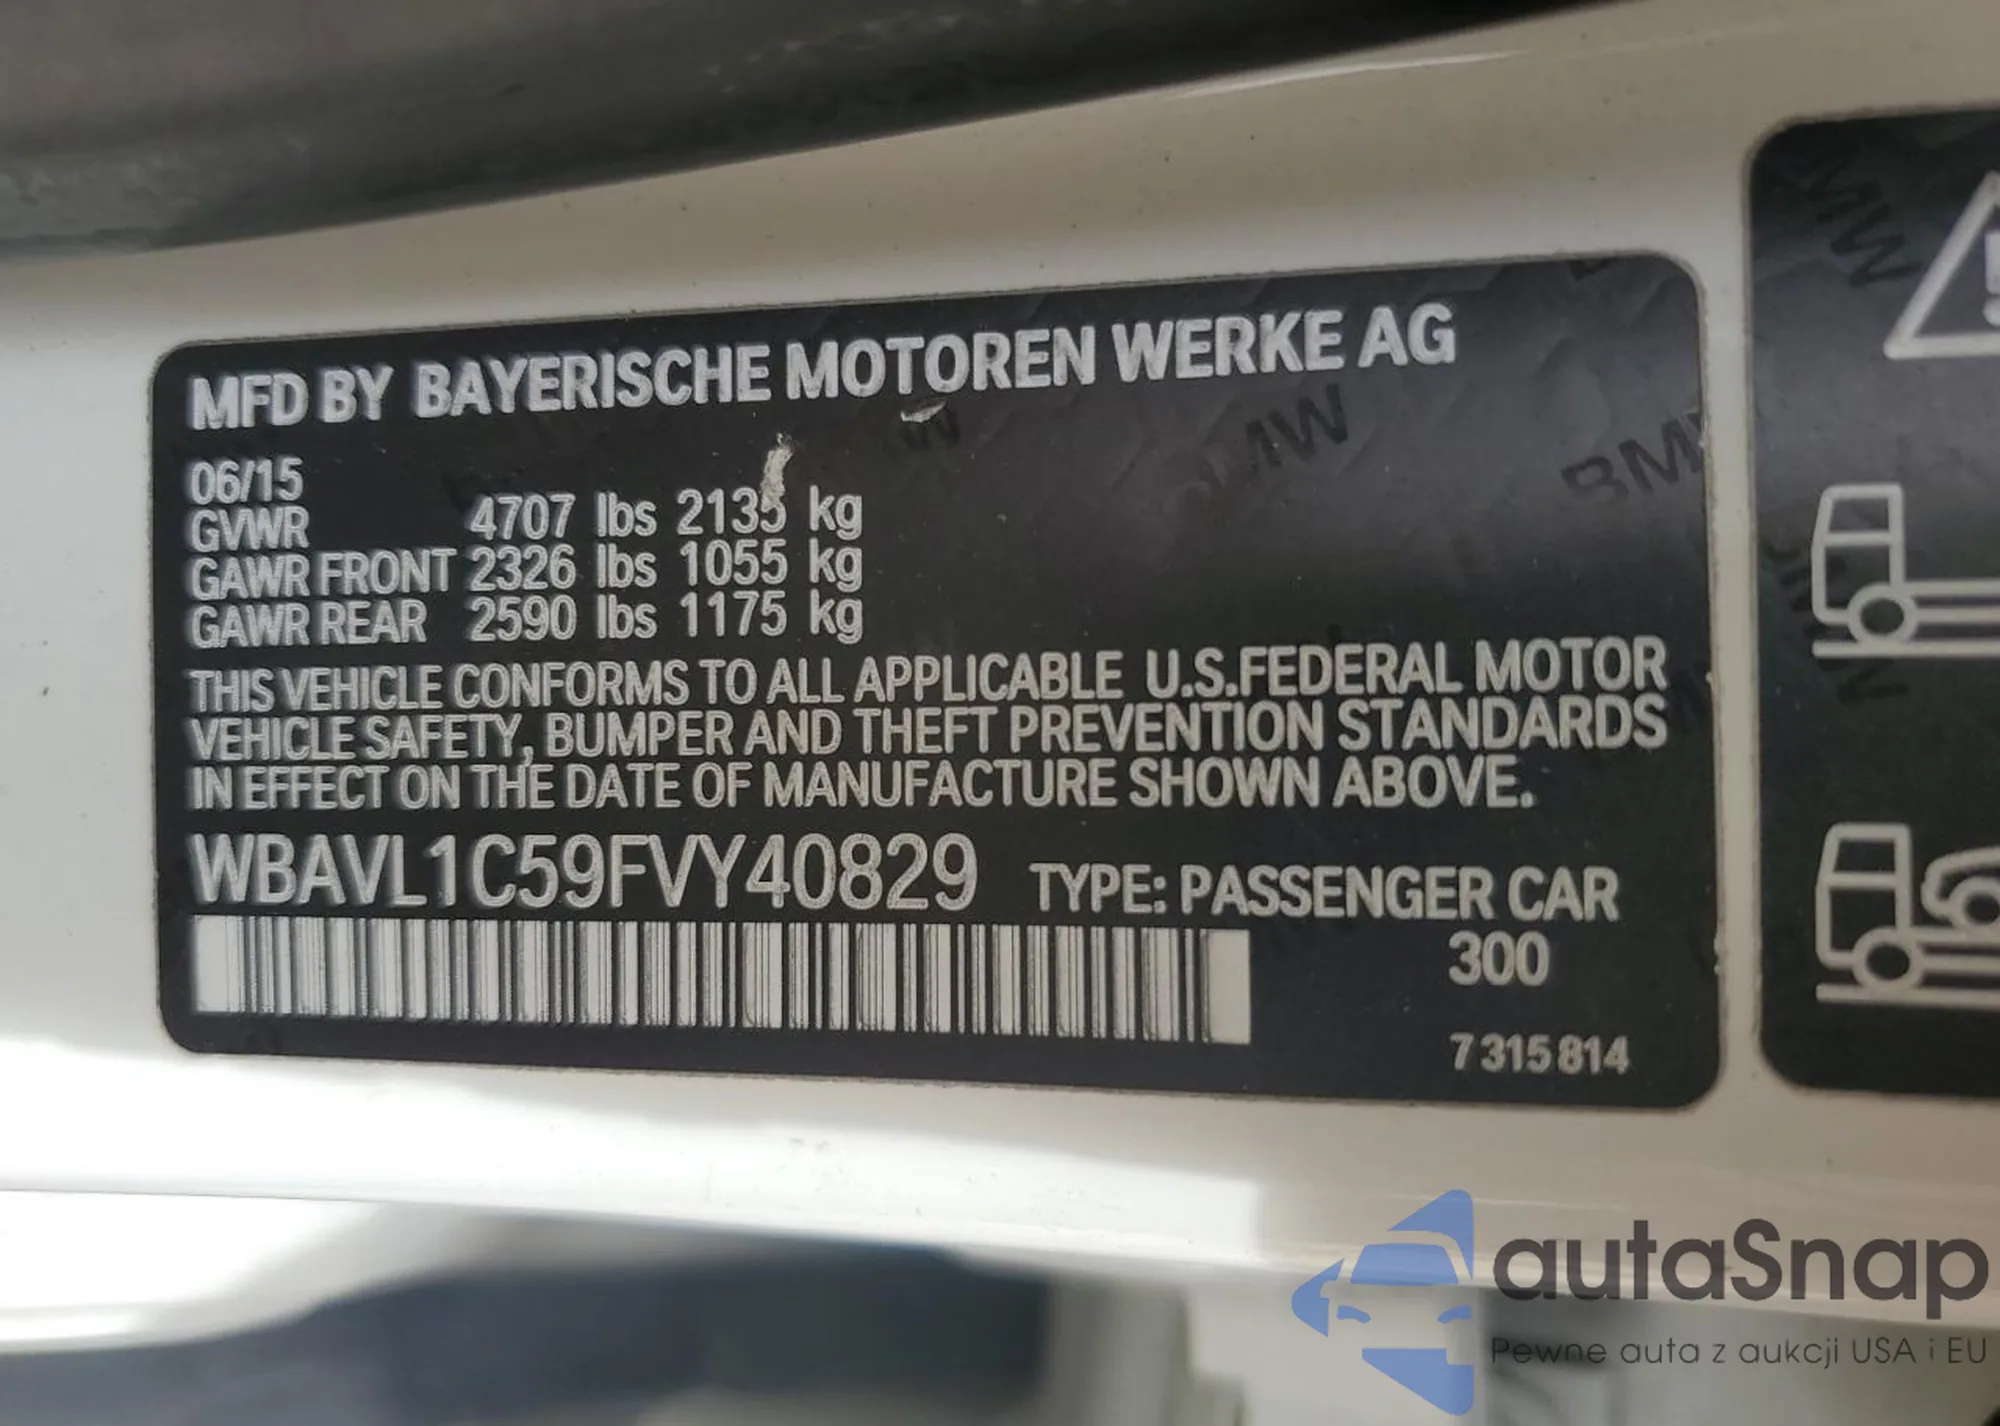 MFD BY BAYERISCHE MOTOREN WERKE AG
06/15
GVWR 4707 lbs 2135 kg
GAWR FRONT 2326 lbs 1055 kg
GAWR REAR 2590 lbs 1175 kg
THIS VEHICLE CONFORMS TO ALL APPLICABLE U.S.FEDERAL MOTOR
VEHICLE SAFETY, BUMPER AND THEFT PREVENTION STANDARDS
IN EFFECT ON THE DATE OF MANUFACTURE SHOWN ABOVE.
WBAVL1C59FVY40829 TYPE: PASSENGER CAR
300
7315814
autaSnap
Pewne auta z aukcji USA i EU